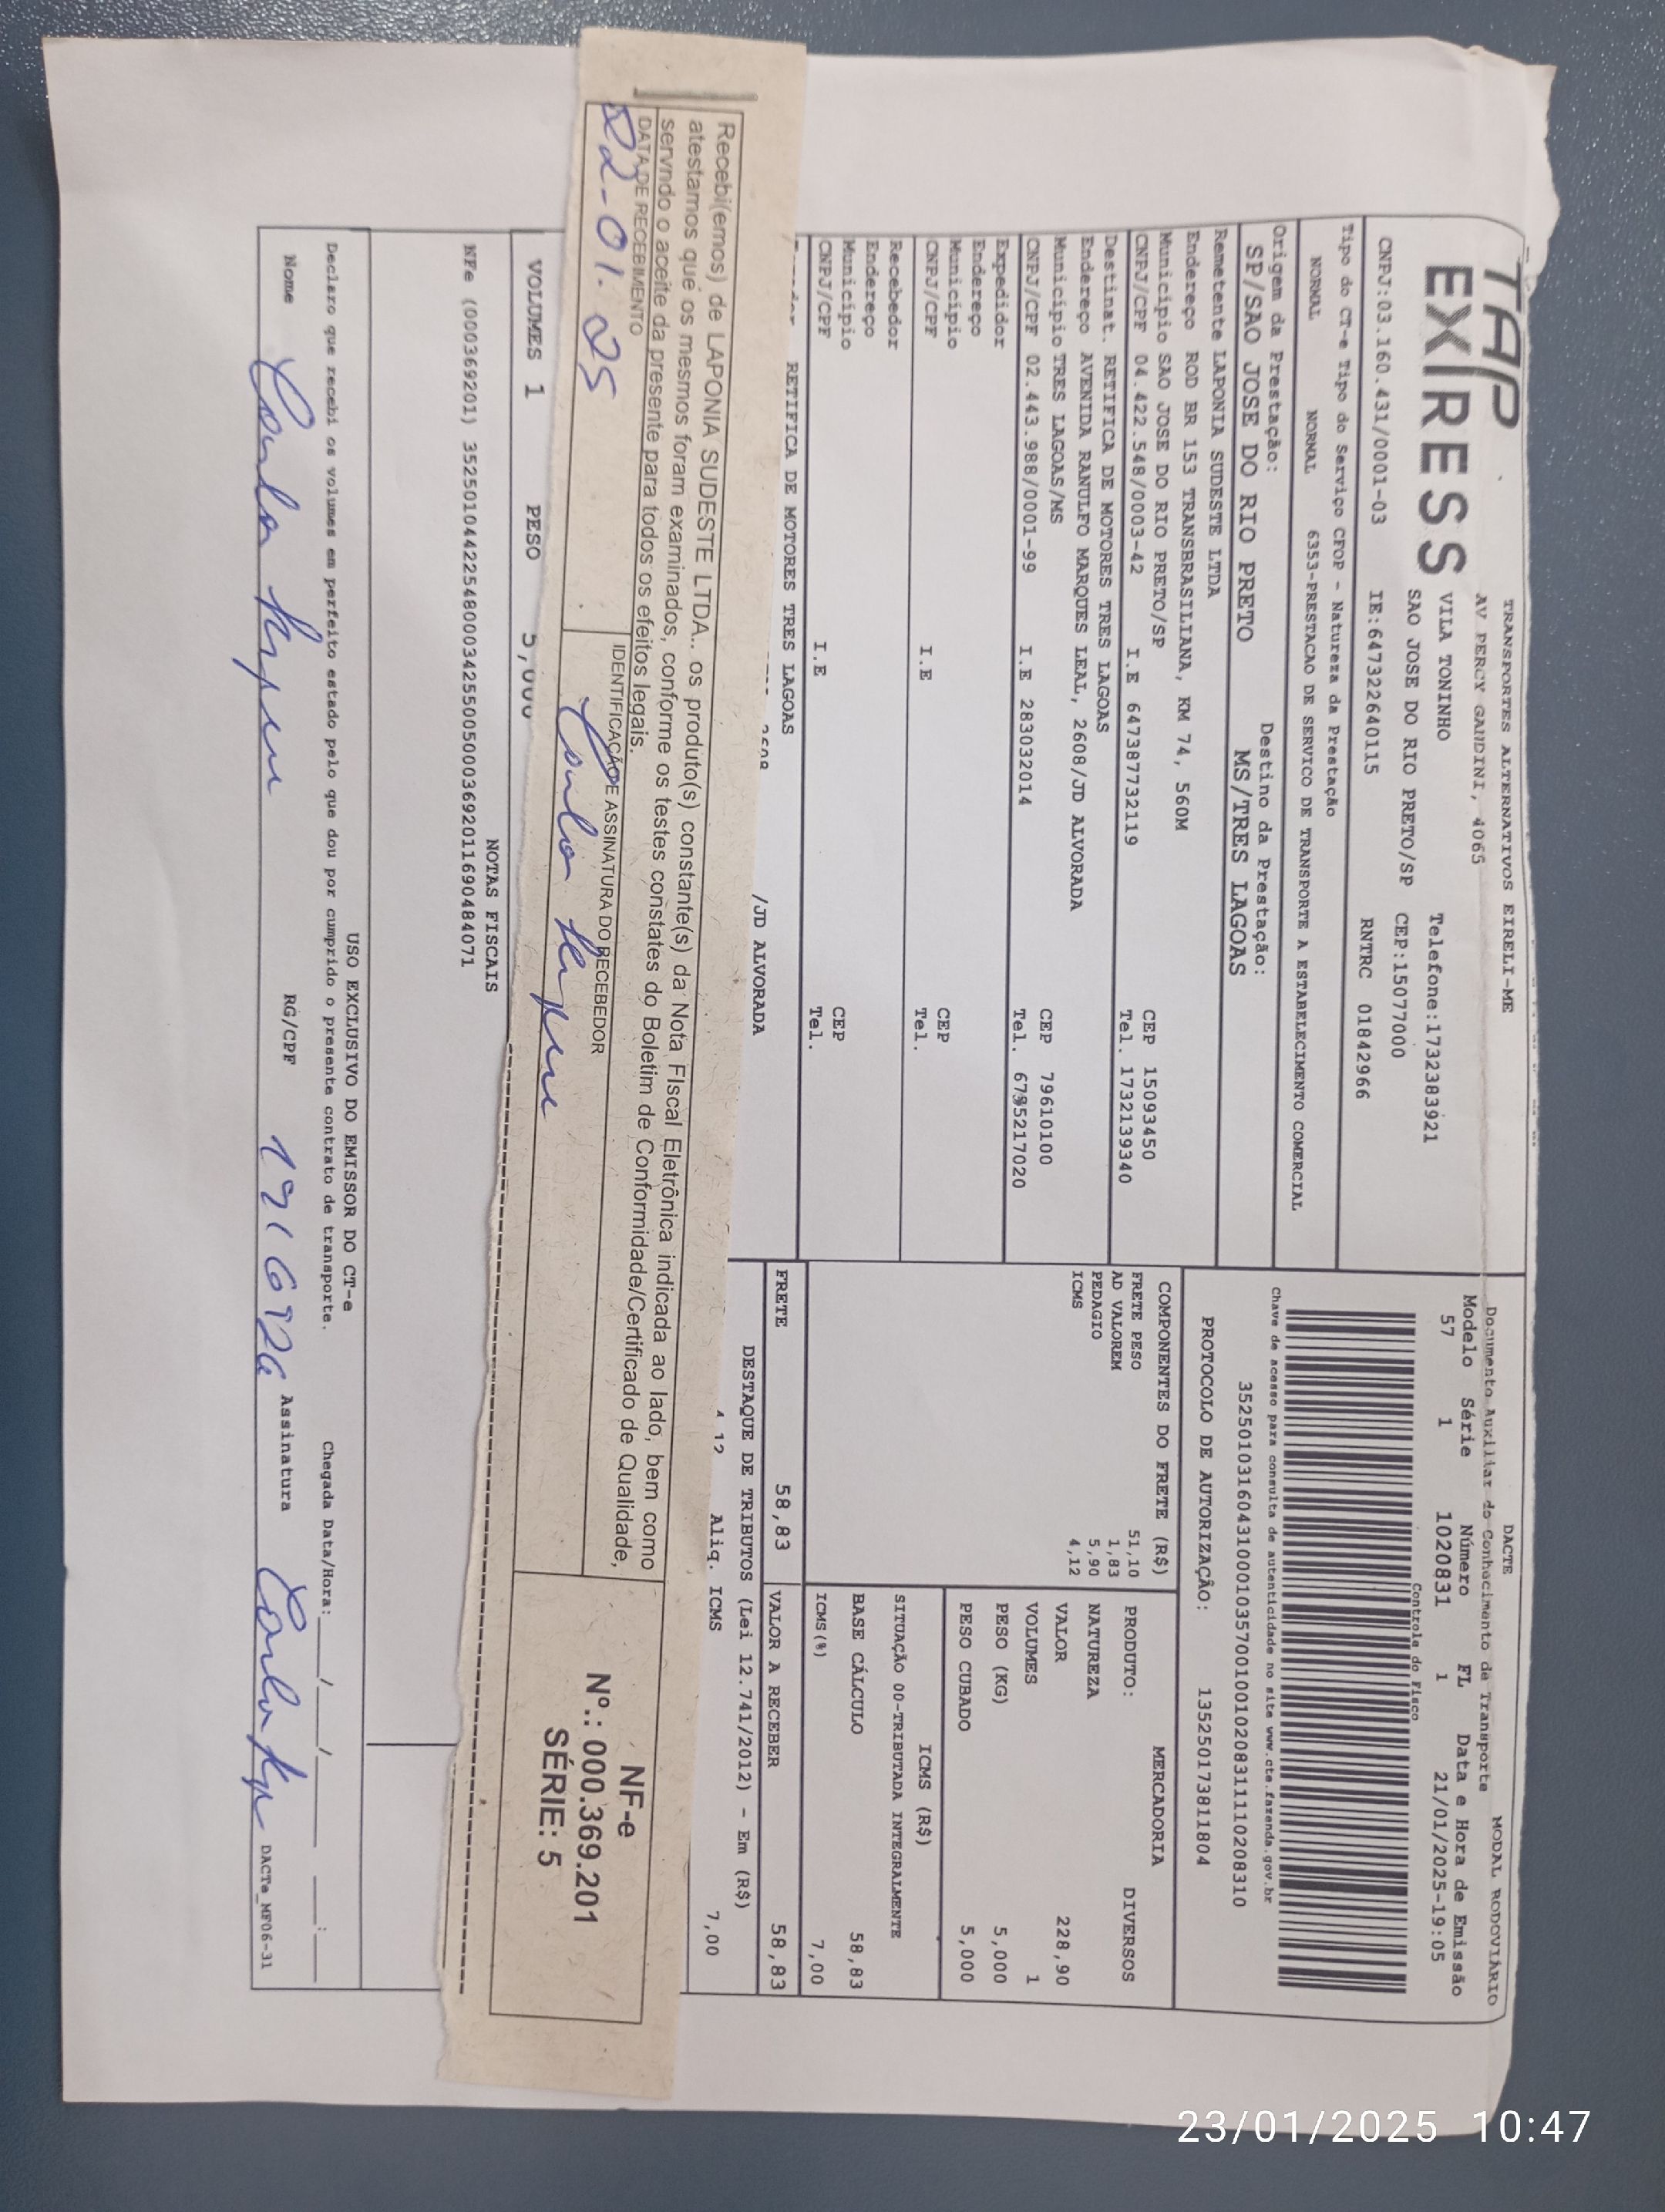 TAP
EXPRESS
TRANSPORTES ALTERNATIVOS EIRELI-ME
AV PERCY GANDINI, 4065
VILA TONINHO Telefone:1732383921
SAO JOSE DO RIO PRETO/SP CEP:15077000
CNPJ:03.160.431/0001-03 IE:647322640115 RNTRC 01842966
Tipo do CT-e Tipo do Serviço CFOP - Natureza da Prestação
NORMAL NORMAL 6353-PRESTACAO DE SERVICO DE TRANSPORTE A ESTABELECIMENTO COMERCIAL
Origem da Prestação: Destino da Prestação:
SP/SAO JOSE DO RIO PRETO MS/TRES LAGOAS
Remetente LAPONIA SUDESTE LTDA
Endereço ROD BR 153 TRANSBRASILIANA, KM 74, 560M
Município SAO JOSE DO RIO PRETO/SP CEP 15093450
CNPJ/CPF 04.422.548/0003-42 I.E 647387732119 Tel. 1732139340
Destinat. RETIFICA DE MOTORES TRES LAGOAS
Endereço AVENIDA RANULFO MARQUES LEAL, 2608/JD ALVORADA
Município TRES LAGOAS/MS CEP 79610100
CNPJ/CPF 02.443.988/0001-99 I.E 283032014 Tel.
Expedidor
Endereço
Município CEP
CNPJ/CPF I.E Tel.
Recebedor
Endereço
Município CEP
CNPJ/CPF I.E Tel.
RETIFICA DE MOTORES TRES LAGOAS
/JD ALVORADA
DACTE MODAL RODOVIÁRIO
Documento Auxiliar do Conhecimento de Transporte
Modelo Série Número FL Data e Hora de Emissão
57 1 1020831 1 21/01/2025-19:05
Controle do Fisco
Chave de acesso para consulta de autenticidade no site www.cte.fazenda.gov.br
35250103160431000103570010010208311110208310
PROTOCOLO DE AUTORIZAÇÃO: 135250173811804
COMPONENTES DO FRETE (R$)
FRETE PESO 51,10
AD VALOREM 1,83
PEDAGIO 5,90
ICMS 4,12
MERCADORIA
PRODUTO: DIVERSOS
NATUREZA
VALOR 228,90
VOLUMES 1
PESO (KG) 5,000
PESO CUBADO 5,000
ICMS (R$)
SITUAÇÃO 00-TRIBUTADA INTEGRALMENTE
BASE CÁLCULO 58,83
ICMS(%) 7,00
FRETE 58,83 VALOR A RECEBER 58,83
DESTAQUE DE TRIBUTOS (Lei 12.741/2012) - Em (R$)
4,12 Aliq. ICMS 7,00
Recebi(emos) de LAPONIA SUDESTE LTDA.. os produto(s) constante(s) da Nota FIscal Eletrônica indicada ao lado, bem como
atestamos que os mesmos foram examinados, conforme os testes constates do Boletim de Conformidade/Certificado de Qualidade,
servndo o aceite da presente para todos os efeitos legais.
DATA DE RECEBIMENTO IDENTIFICAÇÃO E ASSINATURA DO RECEBEDOR
22-01-25
NF-e
Nº.: 000.369.201
SÉRIE: 5
VOLUMES 1 PESO 5,000
NOTAS FISCAIS
NFe (000369201) 35250104422548000342550050003692011690484071
USO EXCLUSIVO DO EMISSOR DO CT-e
Declaro que recebi os volumes em perfeito estado pelo que dou por cumprido o presente contrato de transporte. Chegada Data/Hora:____/____/______ ____:____
Nome RG/CPF Assinatura DACTe_MF06-31
23/01/2025 10:47